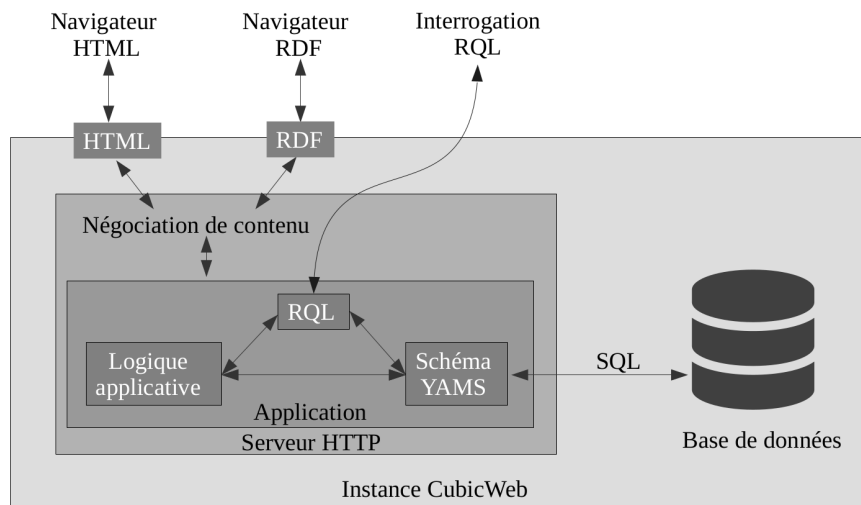 Navigateur
HTML
Navigateur
RDF
Interrogation
RQL
HTML
RDF
Négociation de contenu
RQL
Logique
applicative
Schéma
YAMS
SQL
Application
Serveur HTTP
Base de données
Instance CubicWeb